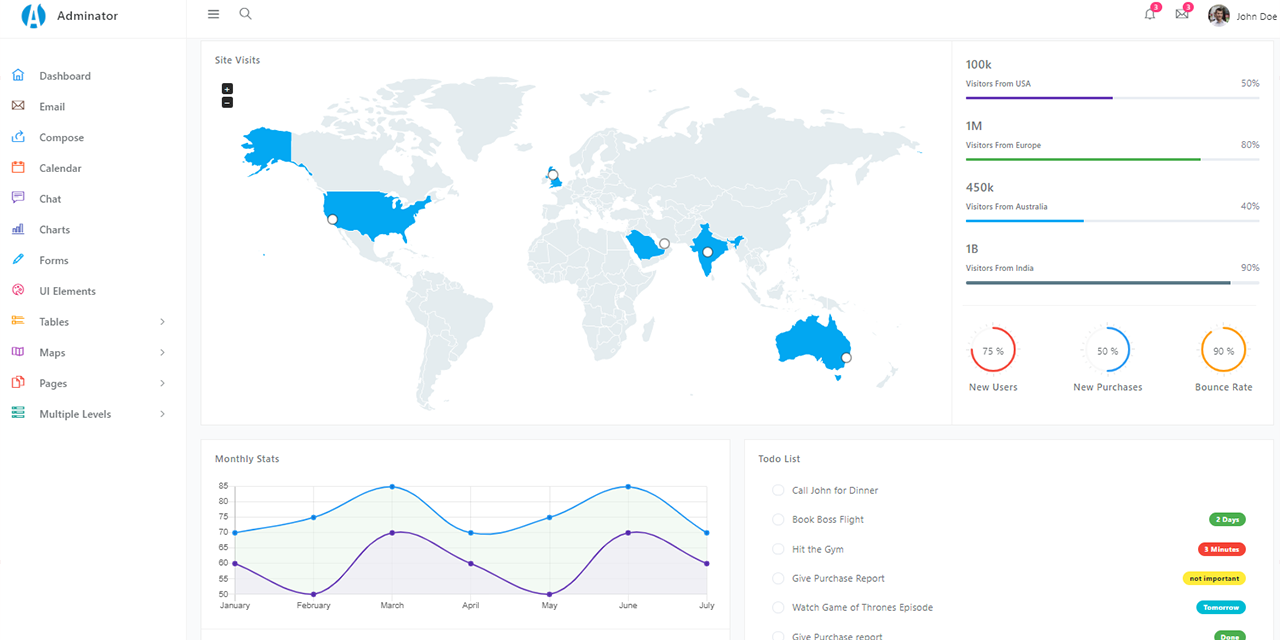 Adminator
3
3
John Doe
Dashboard
Email
Compose
Calendar
Chat
Charts
Forms
UI Elements
Tables
Maps
Pages
Multiple Levels
Site Visits
+
−
100k
Visitors From USA
50%
1M
Visitors From Europe
80%
450k
Visitors From Australia
40%
1B
Visitors From India
90%
75 %
50 %
90 %
New Users
New Purchases
Bounce Rate
Monthly Stats
85
80
75
70
65
60
55
50
January February March April May June July
Todo List
Call John for Dinner
Book Boss Flight
2 Days
Hit the Gym
3 Minutes
Give Purchase Report
not important
Watch Game of Thrones Episode
Tomorrow
Give Purchase report
Done